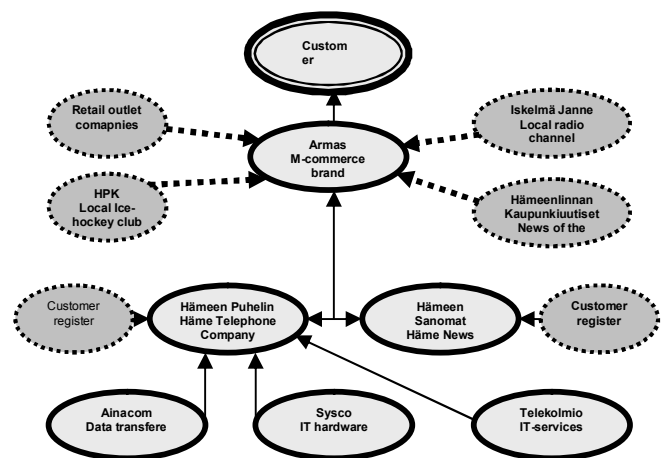 Custom
er
Retail outlet
comapnies
Iskelmä Janne
Local radio
channel
Armas
M-commerce
brand
HPK
Local Ice-
hockey club
Hämeenlinnan
Kaupunkiuutiset
News of the
Customer
register
Hämeen Puhelin
Häme Telephone
Company
Hämeen
Sanomat
Häme News
Customer
register
Ainacom
Data transfere
Sysco
IT hardware
Telekolmio
IT-services